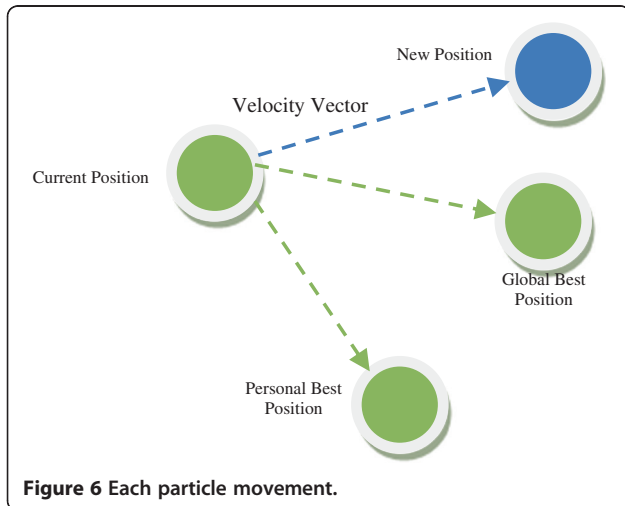 New Position
Velocity Vector
Current Position
Global Best
Position
Personal Best
Position
Figure 6 Each particle movement.